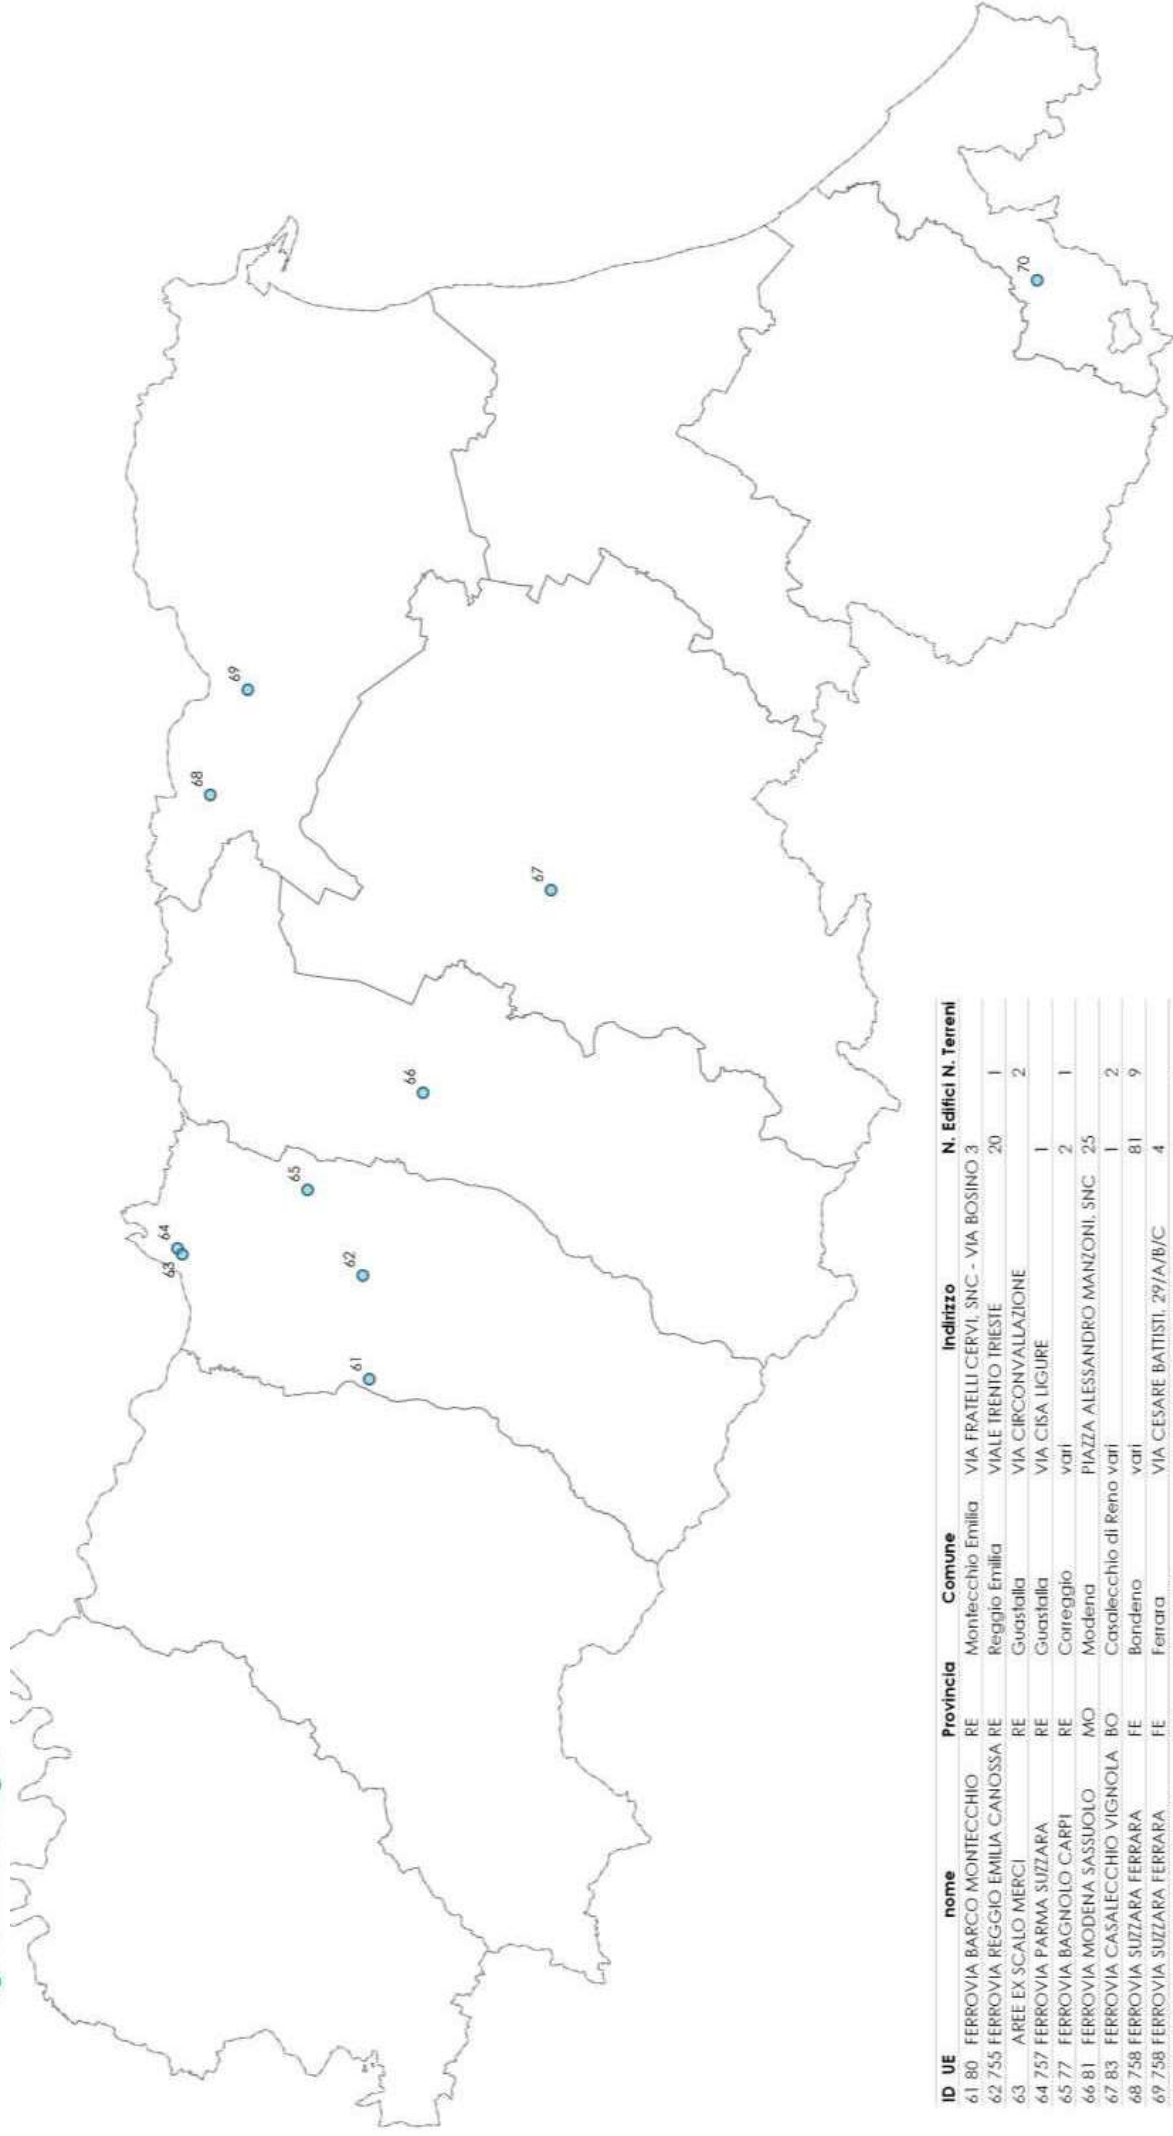 63
64
65
61
62
66
67
68
69
70
ID UE nome Provincia Comune Indirizzo N. Edifici N. Terreni
61 80 FERROVIA BARCO MONTECCHIO RE Montecchio Emilia VIA FRATELLI CERVI, SNC - VIA BOSINO 3
62 755 FERROVIA REGGIO EMILIA CANOSSA RE Reggio Emilia VIALE TRENTO TRIESTE 20 1
63 AREE EX SCALO MERCI RE Guastalla VIA CIRCONVALLAZIONE 2
64 757 FERROVIA PARMA SUZZARA RE Guastalla VIA CISA LIGURE 1
65 77 FERROVIA BAGNOLO CARPI RE Correggio vari 2 1
66 81 FERROVIA MODENA SASSUOLO MO Modena PIAZZA ALESSANDRO MANZONI, SNC 25
67 83 FERROVIA CASALECCHIO VIGNOLA BO Casalecchio di Reno vari 1 2
68 758 FERROVIA SUZZARA FERRARA FE Bondeno vari 81 9
69 758 FERROVIA SUZZARA FERRARA FE Ferrara VIA CESARE BATTISTI, 29/A/B/C 4